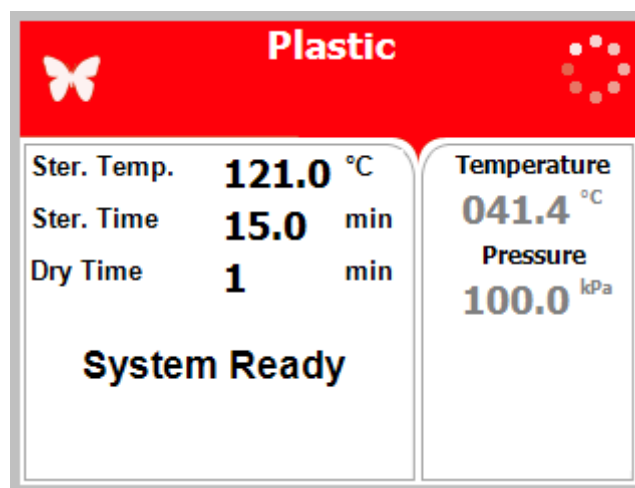 Plastic
Ster. Temp. 121.0 °C
Ster. Time 15.0 min
Dry Time 1 min
System Ready
Temperature
041.4 °C
Pressure
100.0 kPa